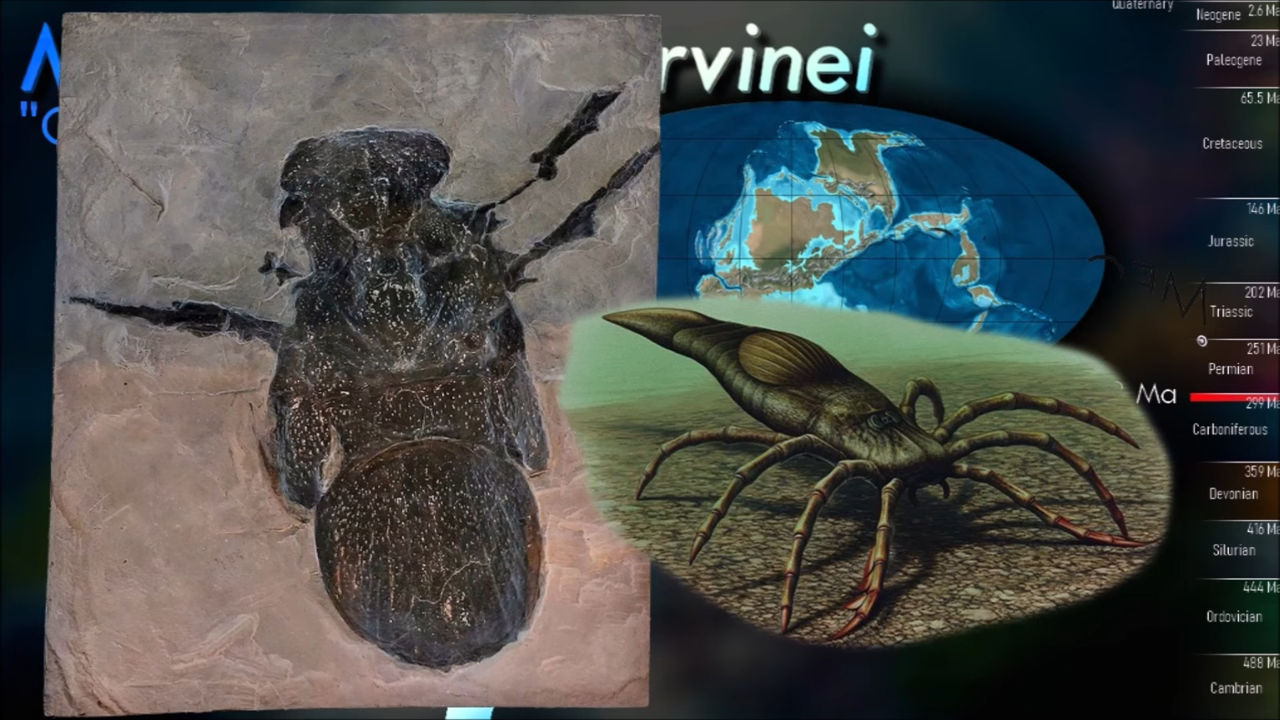 rvinei
Ma
Quaternary
2.6 Ma
Neogene
23 Ma
Paleogene
65.5 Ma
Cretaceous
146 Ma
Jurassic
202 Ma
Triassic
251 Ma
Permian
299 Ma
Carboniferous
359 Ma
Devonian
416 Ma
Silurian
444 Ma
Ordovician
488 Ma
Cambrian